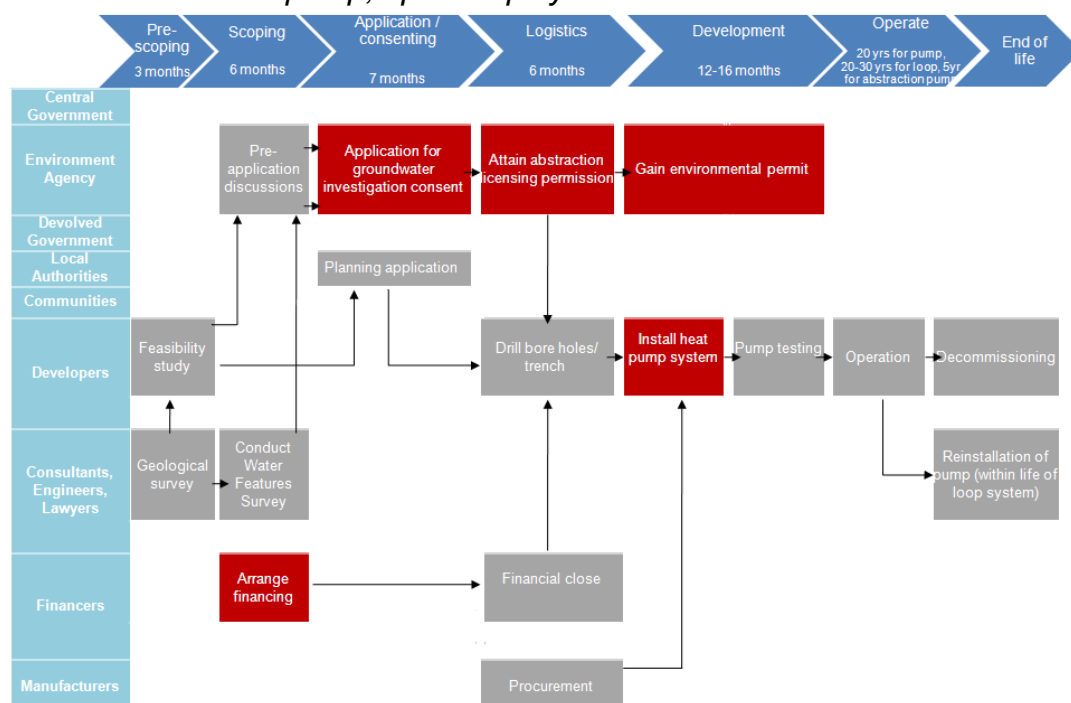 Pre-
scoping
3 months
Scoping
6 months
Application /
consenting
7 months
Logistics
6 months
Development
12-16 months
Operate
20 yrs for pump,
20-30 yrs for loop, 5yr
for abstraction pump
End of
life
Central
Government
Environment
Agency
Pre-
application
discussions
Application for
groundwater
investigation consent
Attain abstraction
licensing permission
Gain environmental permit
Devolved
Government
Local
Authorities
Planning application
Communities
Developers
Feasibility
study
Drill bore holes/
trench
Install heat
pump system
Pump testing
Operation
Decommissioning
Consultants,
Engineers,
Lawyers
Geological
survey
Conduct
Water
Features
Survey
Reinstallation of
pump (within life of
loop system)
Financers
Arrange
financing
Financial close
Manufacturers
Procurement